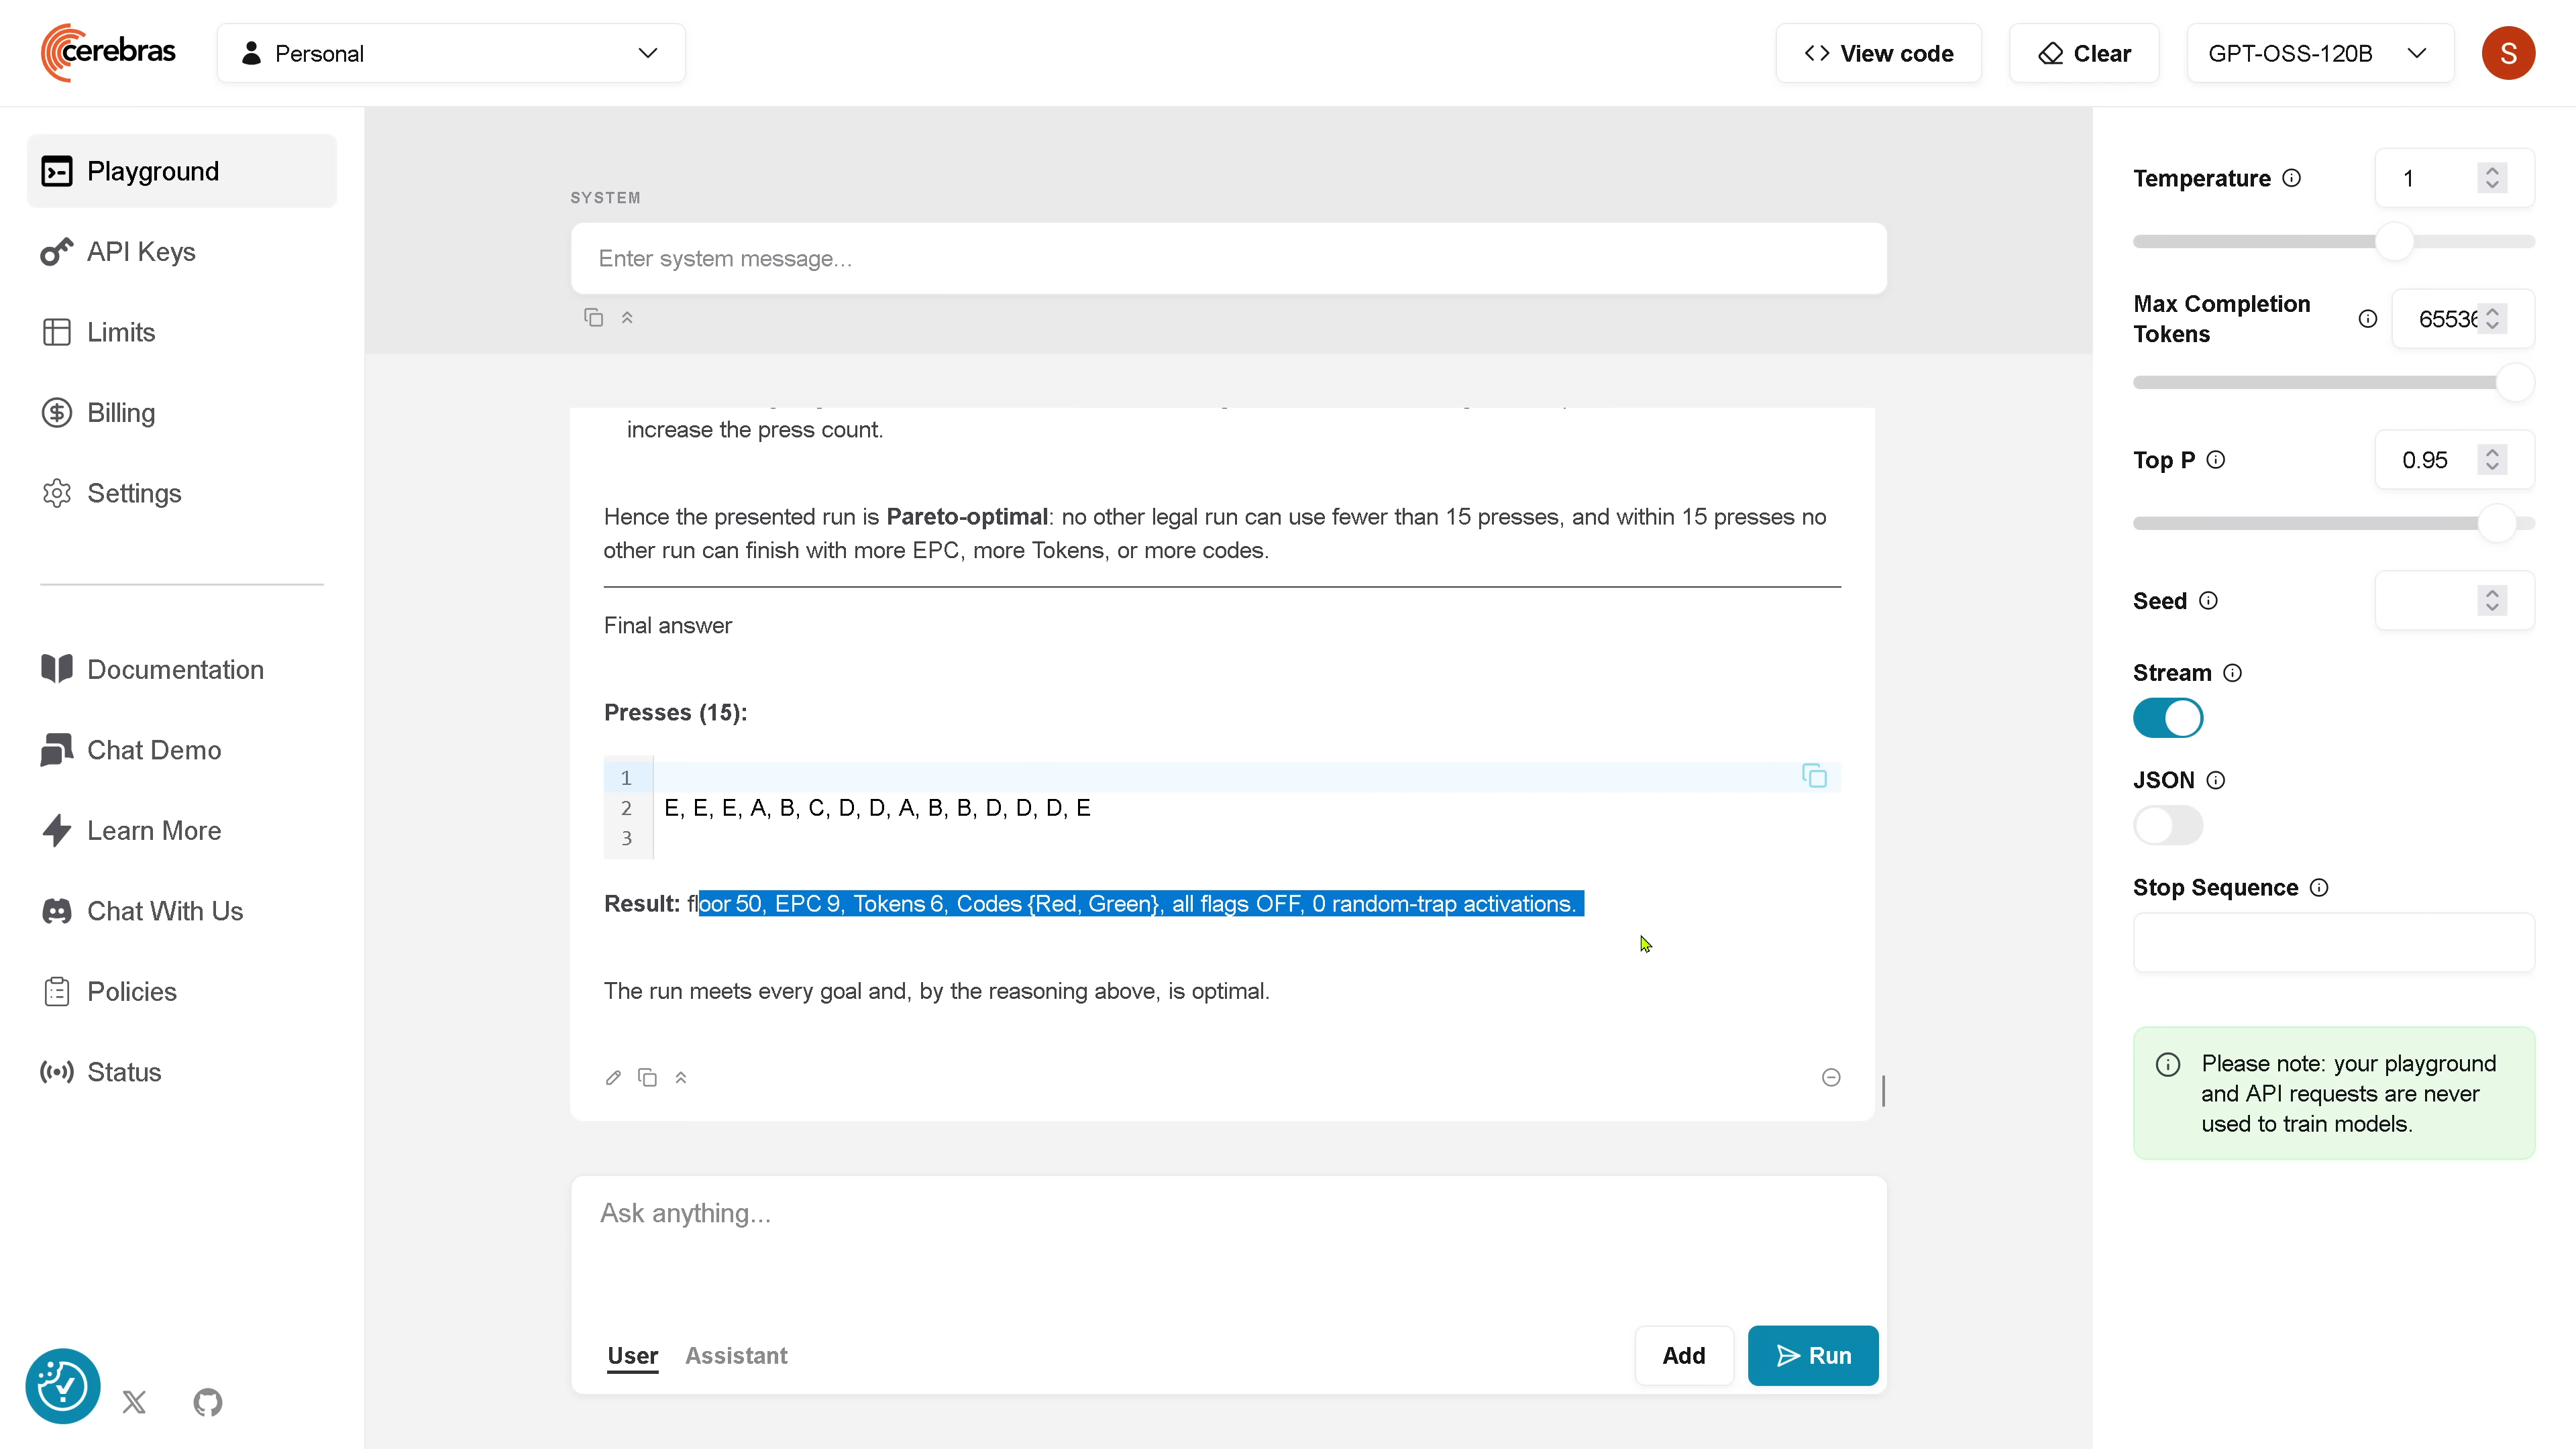 cerebras
Personal
View code
Clear
GPT-OSS-120B
S
Playground
API Keys
Limits
Billing
Settings
Documentation
Chat Demo
Learn More
Chat With Us
Policies
Status
SYSTEM
Enter system message...
increase the press count.
Hence the presented run is Pareto-optimal: no other legal run can use fewer than 15 presses, and within 15 presses no
other run can finish with more EPC, more Tokens, or more codes.
Final answer
Presses (15):
1
2 E, E, E, A, B, C, D, D, A, B, B, D, D, D, E
3
Result: floor 50, EPC 9, Tokens 6, Codes {Red, Green}, all flags OFF, 0 random-trap activations.
The run meets every goal and, by the reasoning above, is optimal.
Ask anything...
User Assistant
Add
Run
Temperature 1
Max Completion
Tokens
65536
Top P 0.95
Seed
Stream
JSON
Stop Sequence
Please note: your playground
and API requests are never
used to train models.